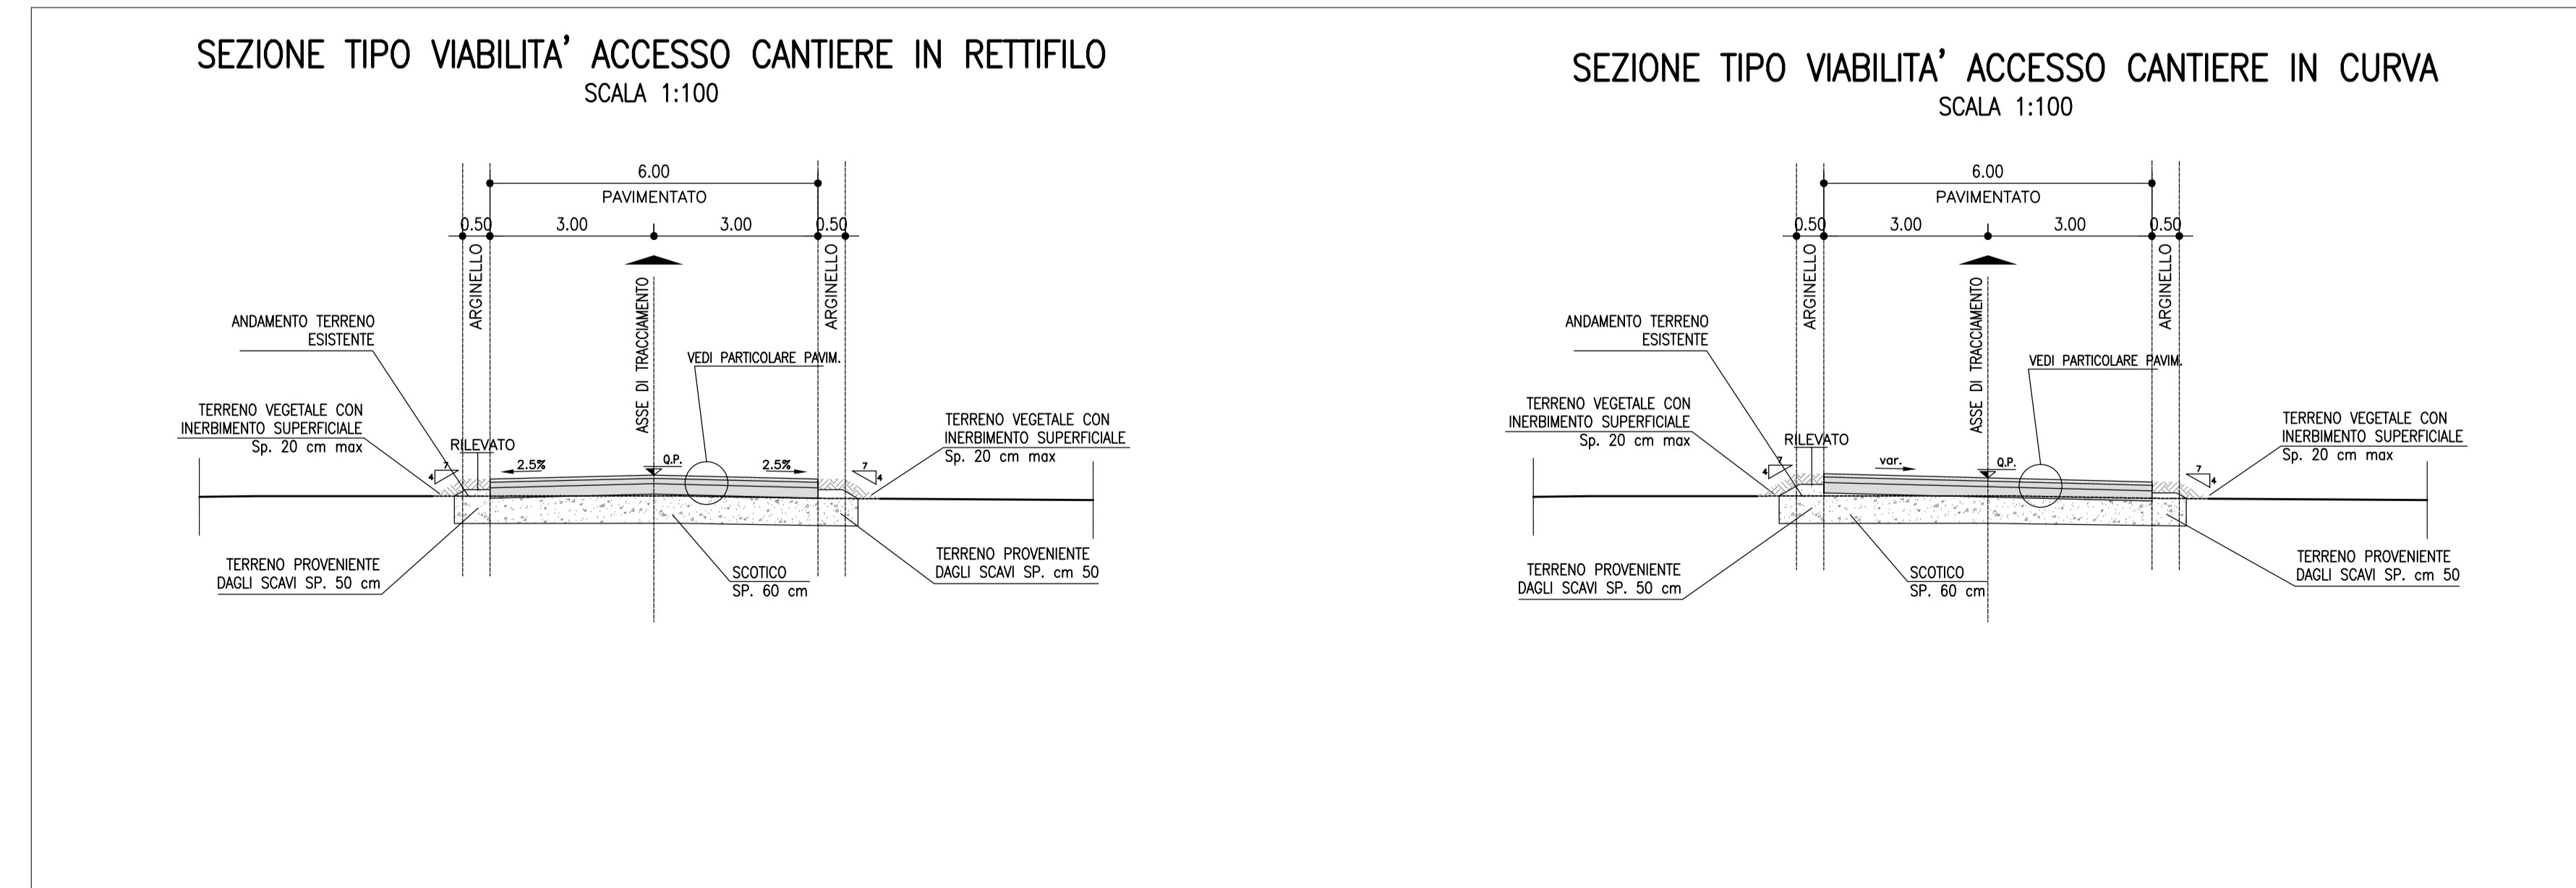 SEZIONE TIPO VIABILITA' ACCESSO CANTIERE IN RETTIFILO
SCALA 1:100
6.00
PAVIMENTATO
0.50
3.00
3.00
0.50
ARGINELLO
ASSE DI TRACCIAMENTO
ARGINELLO
ANDAMENTO TERRENO
ESISTENTE
VEDI PARTICOLARE PAVIM.
TERRENO VEGETALE CON
INERBIMENTO SUPERFICIALE
Sp. 20 cm max
RILEVATO
7
4
2.5%
Q.P.
2.5%
7
4
TERRENO VEGETALE CON
INERBIMENTO SUPERFICIALE
Sp. 20 cm max
TERRENO PROVENIENTE
DAGLI SCAVI SP. 50 cm
SCOTICO
SP. 60 cm
TERRENO PROVENIENTE
DAGLI SCAVI SP. cm 50
SEZIONE TIPO VIABILITA' ACCESSO CANTIERE IN CURVA
SCALA 1:100
6.00
PAVIMENTATO
0.50
3.00
3.00
0.50
ARGINELLO
ASSE DI TRACCIAMENTO
ARGINELLO
ANDAMENTO TERRENO
ESISTENTE
VEDI PARTICOLARE PAVIM.
TERRENO VEGETALE CON
INERBIMENTO SUPERFICIALE
Sp. 20 cm max
RILEVATO
7
4
var.
Q.P.
7
4
TERRENO VEGETALE CON
INERBIMENTO SUPERFICIALE
Sp. 20 cm max
TERRENO PROVENIENTE
DAGLI SCAVI SP. 50 cm
SCOTICO
SP. 60 cm
TERRENO PROVENIENTE
DAGLI SCAVI SP. cm 50